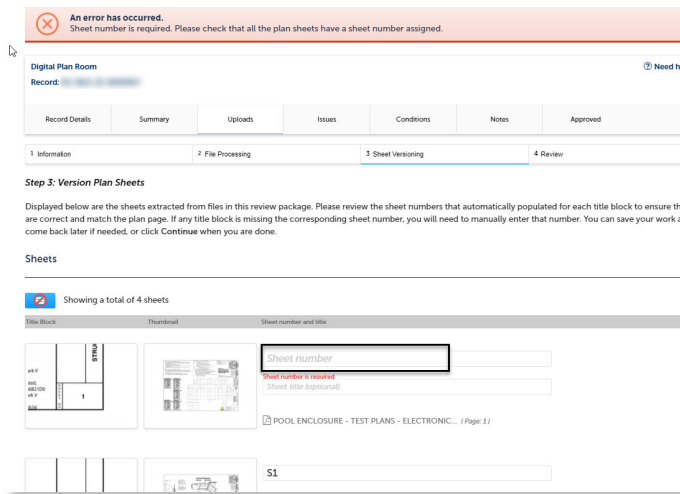 An error has occurred.
Sheet number is required. Please check that all the plan sheets have a sheet number assigned.
Digital Plan Room
Need h
Record:
Record Details
Summary
Uploads
Issues
Conditions
Notes
Approved
1 Information
2 File Processing
3 Sheet Versioning
4 Review
Step 3: Version Plan Sheets
Displayed below are the sheets extracted from files in this review package. Please review the sheet numbers that automatically populated for each title block to ensure th
are correct and match the plan page. If any title block is missing the corresponding sheet number, you will need to manually enter that number. You can save your work a
come back later if needed, or click Continue when you are done.
Sheets
Showing a total of 4 sheets
Title Block
Thumbnail
Sheet number and title
STRU
1
Sheet number
Sheet number is required
Sheet title (optional)
POOL ENCLOSURE - TEST PLANS - ELECTRONIC... (Page: 1)
S1